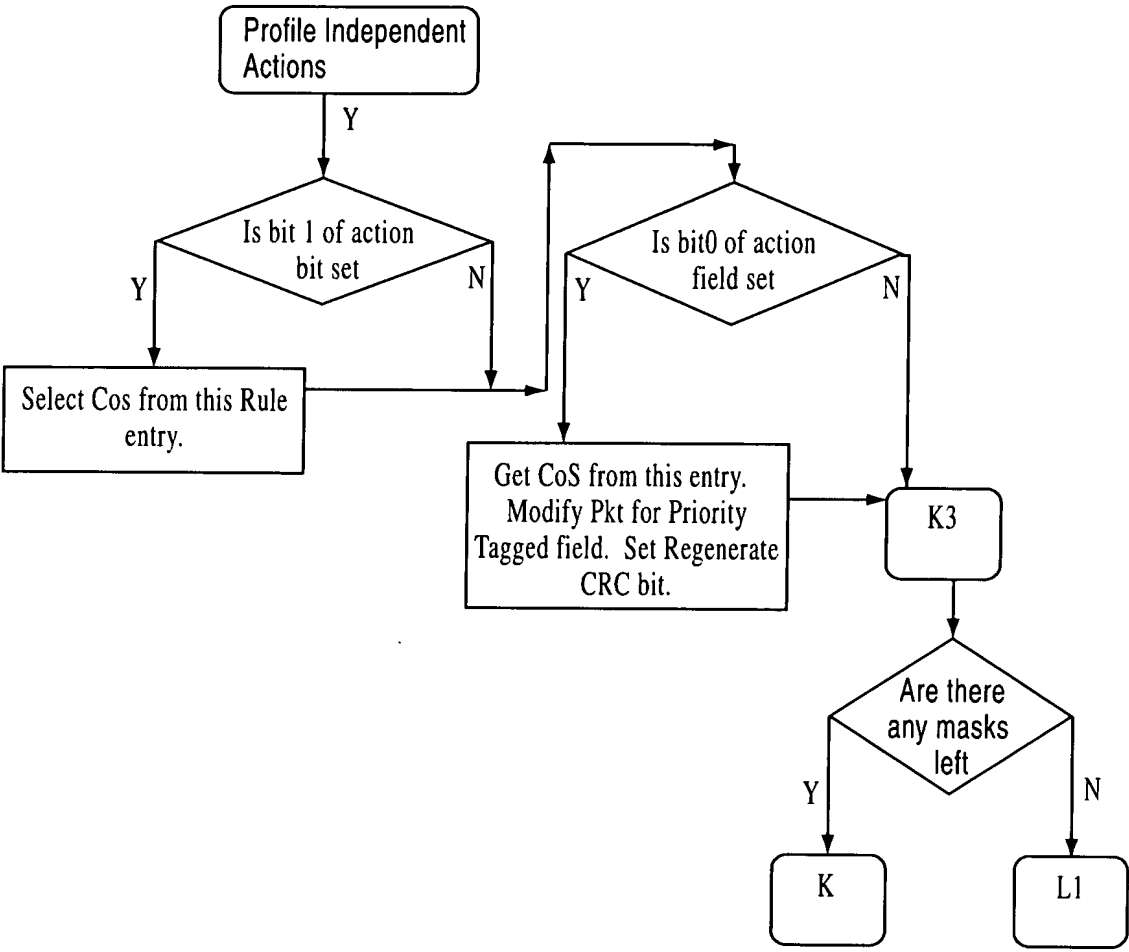 Profile Independent
Actions
Y
Is bit 1 of action
bit set
Y
N
Select Cos from this Rule
entry.
Is bit0 of action
field set
Y
N
Get CoS from this entry.
Modify Pkt for Priority
Tagged field. Set Regenerate
CRC bit.
K3
Are there
any masks
left
Y
N
K
L1